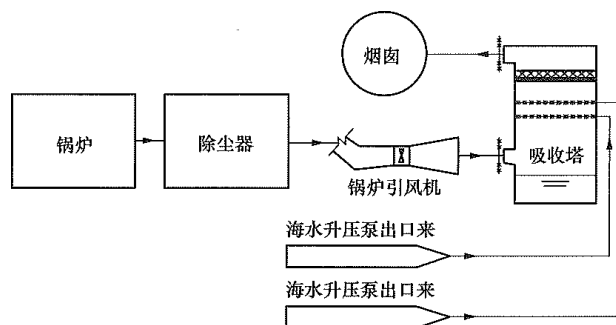 烟囱
锅炉
除尘器
锅炉引风机
吸收塔
海水升压泵出口来
海水升压泵出口来